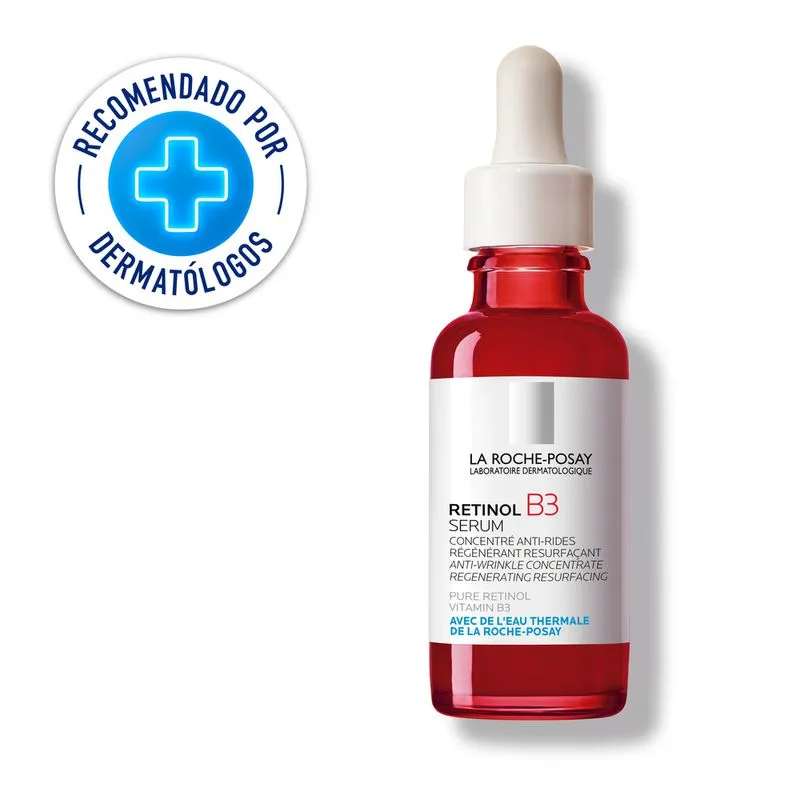 RECOMENDADO POR
DERMATÓLOGOS
LA ROCHE-POSAY
LABORATOIRE DERMATOLOGIQUE
RETINOL B3
SERUM
CONCENTRÉ ANTI-RIDES
RÉGÉNÉRANT RESURFAÇANT
ANTI-WRINKLE CONCENTRATE
REGENERATING RESURFACING
PURE RETINOL
VITAMIN B3
AVEC DE L'EAU THERMALE
DE LA ROCHE-POSAY